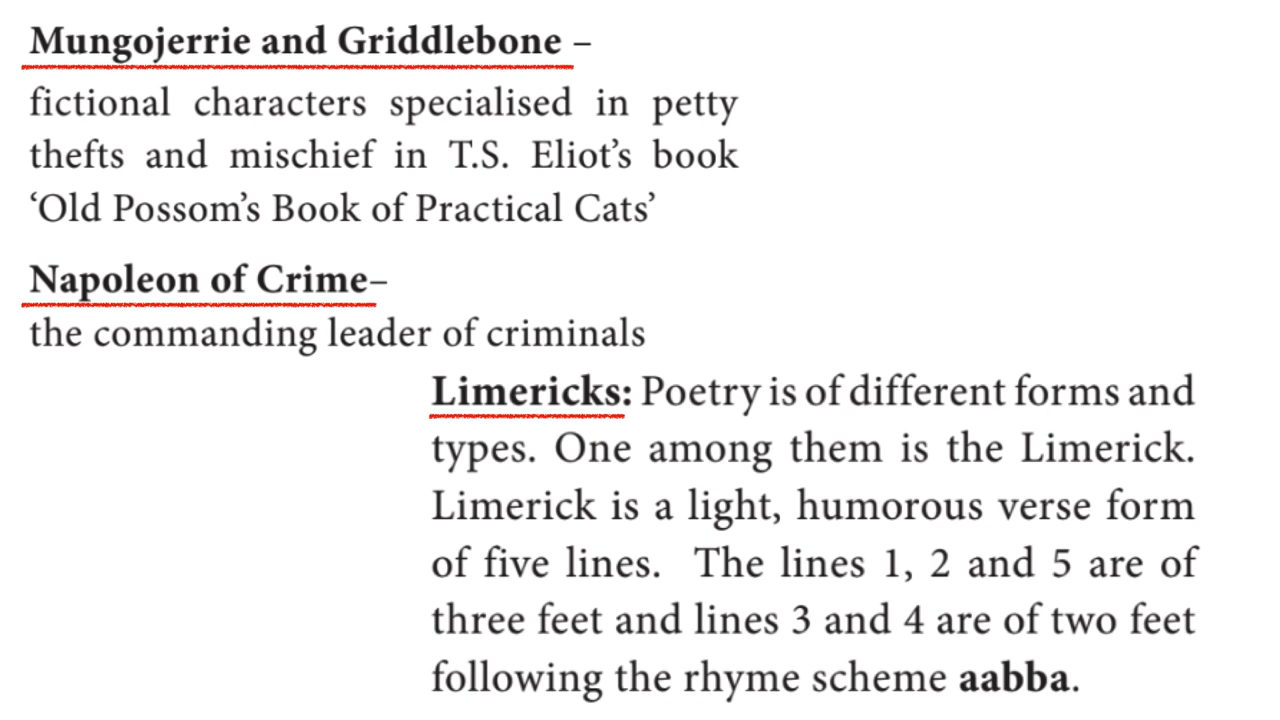 Mungojerrie and Griddlebone –
fictional characters specialised in petty
thefts and mischief in T.S. Eliot’s book
‘Old Possom’s Book of Practical Cats’
Napoleon of Crime–
the commanding leader of criminals
Limericks: Poetry is of different forms and
types. One among them is the Limerick.
Limerick is a light, humorous verse form
of five lines. The lines 1, 2 and 5 are of
three feet and lines 3 and 4 are of two feet
following the rhyme scheme aabba.